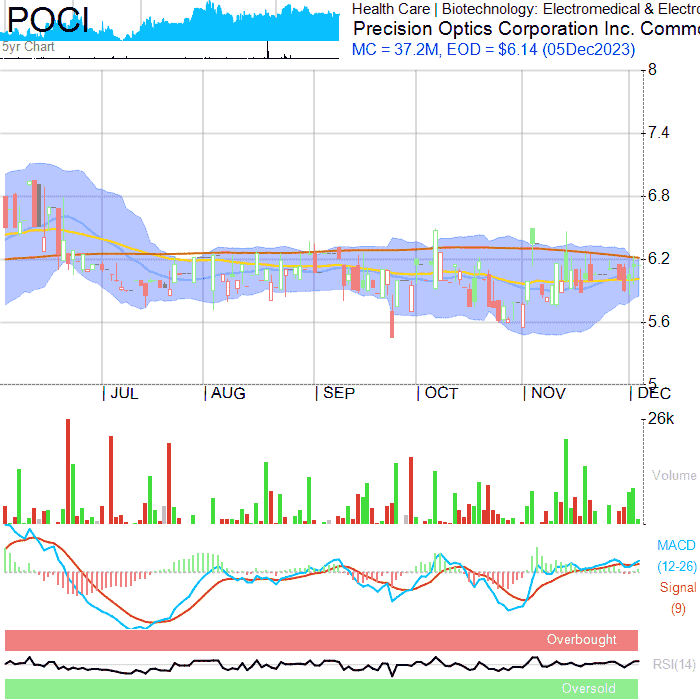 POCI
5yr Chart
Health Care | Biotechnology: Electromedical & Electro
Precision Optics Corporation Inc. Commo
MC = 37.2M, EOD = $6.14 (05Dec2023)
8
7.4
6.8
6.2
5.6
5
| JUL | AUG | SEP | OCT | NOV | DEC
26k
Volume
MACD
(12-26)
Signal
(9)
Overbought
RSI(14)
Oversold